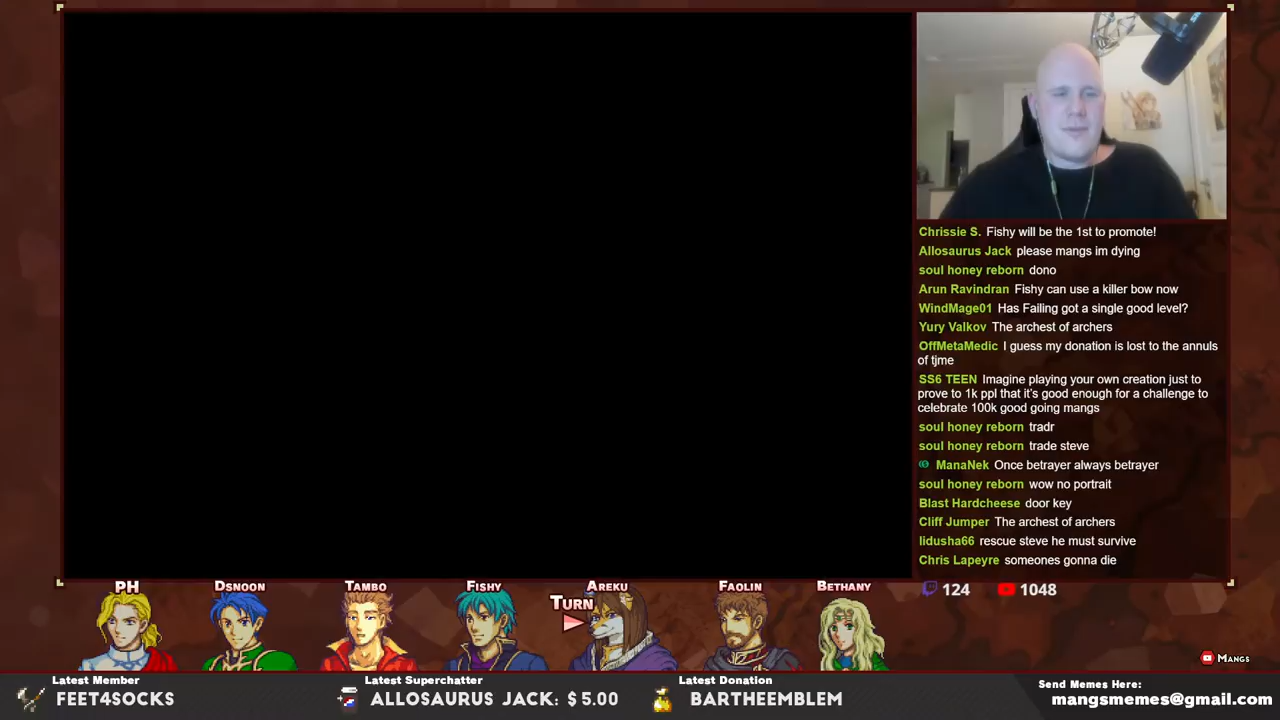 Chrissie S. Fishy will be the 1st to promote!
Allosaurus Jack please mangs im dying
soul honey reborn dono
Arun Ravindran Fishy can use a killer bow now
WindMage01 Has Failing got a single good level?
Yury Valkov The archest of archers
OffMetaMedic I guess my donation is lost to the annuls
of tjme
SS6 TEEN Imagine playing your own creation just to
prove to 1k ppl that it's good enough for a challenge to
celebrate 100k good going mangs
soul honey reborn tradr
soul honey reborn trade steve
ManaNek Once betrayer always betrayer
soul honey reborn wow no portrait
Blast Hardcheese door key
Cliff Jumper The archest of archers
lidusha66 rescue steve he must survive
Chris Lapeyre someones gonna die
PH Dsnoon Tambo Fishy Areku Faolin Bethany
124 1048
Turn
Mangs
Latest Member
FEET4SOCKS
Latest Superchatter
ALLOSAURUS JACK: $5.00
Latest Donation
BARTHEEMBLEM
Send Memes Here:
mangsmemes@gmail.com